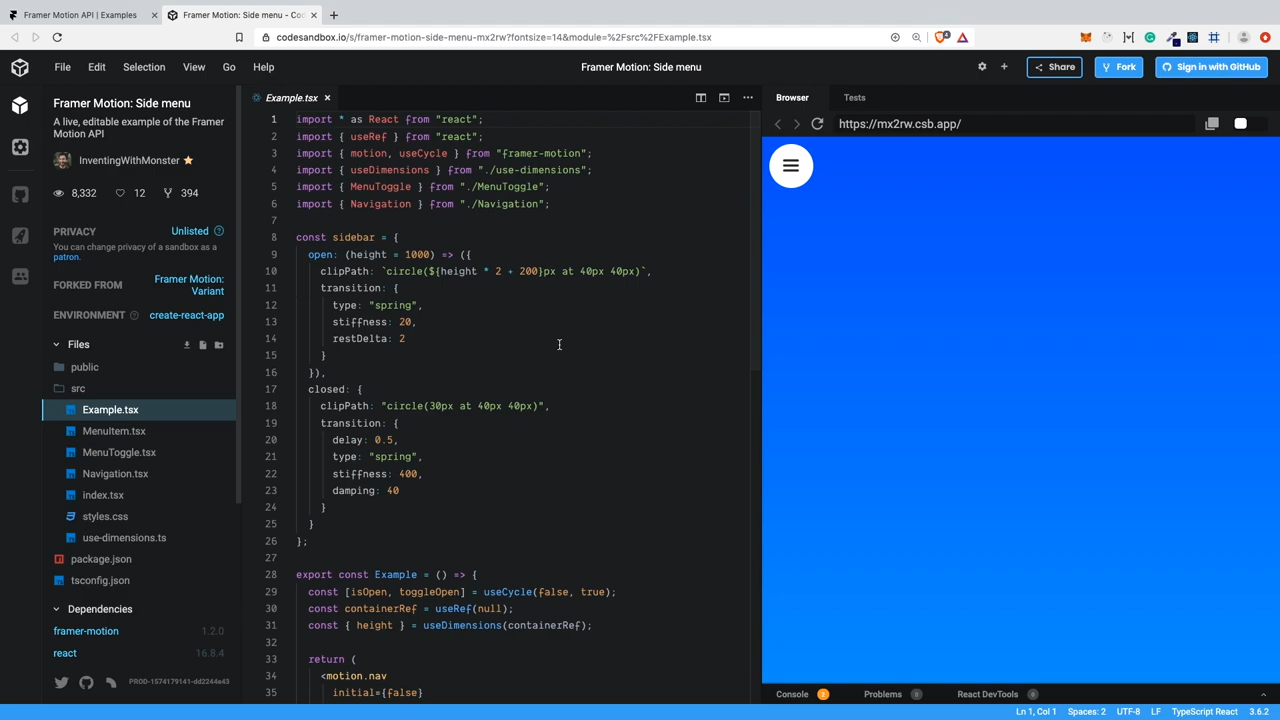 Framer Motion API | Examples
Framer Motion: Side menu - Co
codesandbox.io/s/framer-motion-side-menu-mx2rw?fontsize=14&module=%2Fsrc%2FExample.tsx
File Edit Selection View Go Help
Framer Motion: Side menu
Share
Fork
Sign in with GitHub
Framer Motion: Side menu
A live, editable example of the Framer
Motion API
InventingWithMonster
8,332 12 394
PRIVACY Unlisted
You can change privacy of a sandbox as a
patron.
FORKED FROM Framer Motion:
Variant
ENVIRONMENT create-react-app
Files
public
src
Example.tsx
MenuItem.tsx
MenuToggle.tsx
Navigation.tsx
index.tsx
styles.css
use-dimensions.ts
package.json
tsconfig.json
Dependencies
framer-motion 1.2.0
react 16.8.4
PROD-1574179141-dd2244e43
Example.tsx
1 import * as React from "react";
2 import { useRef } from "react";
3 import { motion, useCycle } from "framer-motion";
4 import { useDimensions } from "./use-dimensions";
5 import { MenuToggle } from "./MenuToggle";
6 import { Navigation } from "./Navigation";
7
8 const sidebar = {
9 open: (height = 1000) => ({
10 clipPath: `circle(${height * 2 + 200}px at 40px 40px)`,
11 transition: {
12 type: "spring",
13 stiffness: 20,
14 restDelta: 2
15 }
16 }),
17 closed: {
18 clipPath: "circle(30px at 40px 40px)",
19 transition: {
20 delay: 0.5,
21 type: "spring",
22 stiffness: 400,
23 damping: 40
24 }
25 }
26 };
27
28 export const Example = () => {
29 const [isOpen, toggleOpen] = useCycle(false, true);
30 const containerRef = useRef(null);
31 const { height } = useDimensions(containerRef);
32
33 return (
34 <motion.nav
35 initial={false}
Browser Tests
https://mx2rw.csb.app/
Console 2 Problems 0 React DevTools 0
Ln 1, Col 1 Spaces: 2 UTF-8 LF TypeScript React 3.6.2